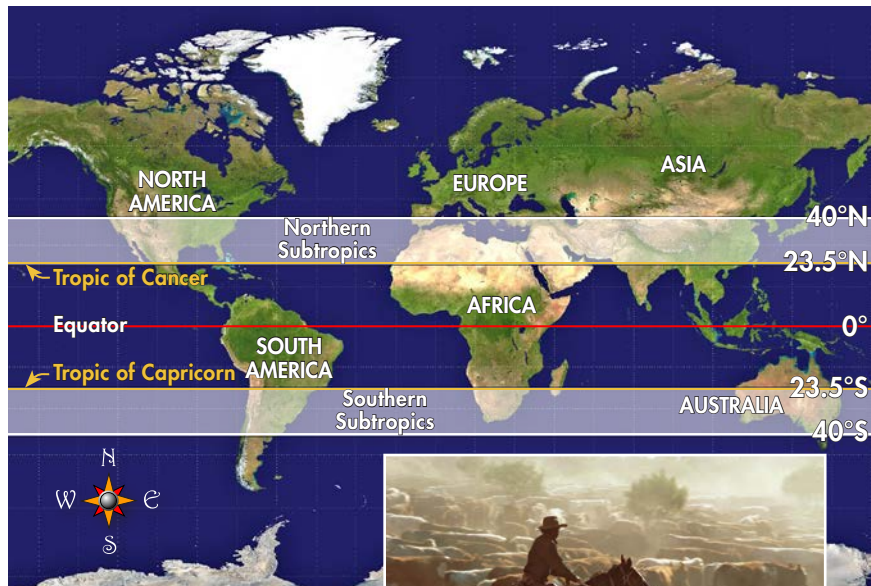 NORTH
AMERICA
EUROPE
ASIA
40°N
Northern
Subtropics
23.5°N
Tropic of Cancer
AFRICA
Equator
0°
SOUTH
AMERICA
Tropic of Capricorn
23.5°S
Southern
Subtropics
AUSTRALIA
40°S
N
W
E
S